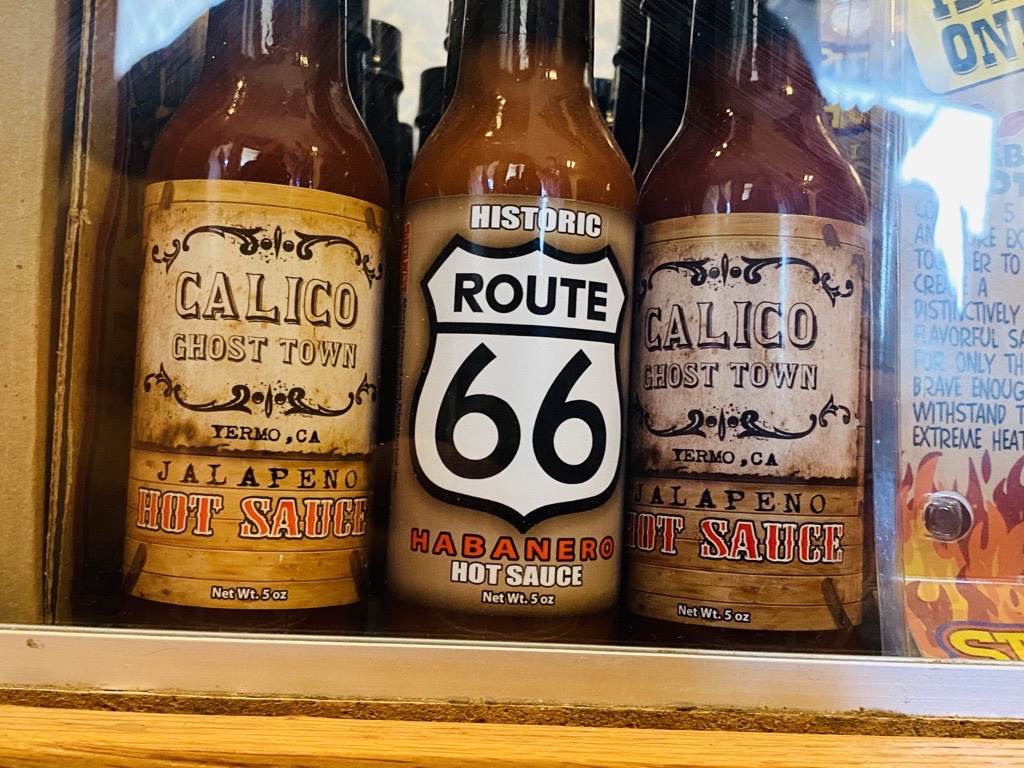 CALICO
GHOST TOWN
YERMO, CA
JALAPENO
HOT SAUCE
Net Wt. 5 oz
HISTORIC
ROUTE
66
HABANERO
HOT SAUCE
Net Wt. 5 oz
CALICO
GHOST TOWN
YERMO, CA
JALAPENO
HOT SAUCE
Net Wt. 5 oz
CREATE A
DISTINCTIVELY
FLAVORFUL
FOR ONLY
BRAVE
WITHSTAND
EXTREME HEAT